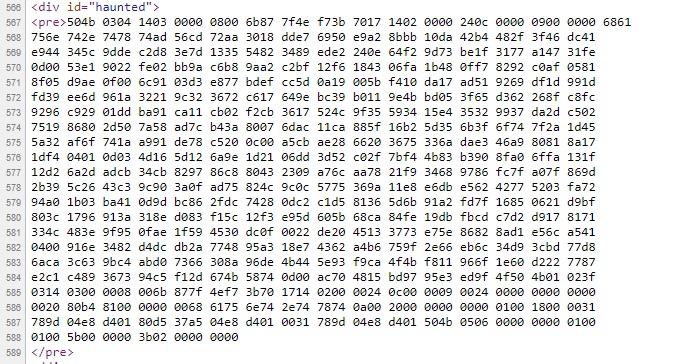 566 <div id="haunted">
567 <pre>504b 0304 1403 0000 0800 6b87 7f4e f73b 7017 1402 0000 240c 0000 0900 0000 6861
568 756e 742e 7478 74ad 56cd 72aa 3018 dde7 6950 e9a2 8bbb 10da 42b4 482f 3f46 dc41
569 e944 345c 9dde c2d8 3e7d 1335 5482 3489 ede2 240e 64f2 9d73 be1f 3177 a147 31fe
570 0d00 53e1 9022 fe02 bb9a c6b8 9aa2 c2bf 12f6 1843 06fa 1b48 0ff7 8292 c0af 0581
571 8f05 d9ae 0f00 6c91 03d3 e877 bdef cc5d 0a19 005b f410 da17 ad51 9269 df1d 991d
572 fd39 ee6d 961a 3221 9c32 3672 c617 649e bc39 b011 9e4b bd05 3f65 d362 268f c8fc
573 9296 c929 01dd ba91 ca11 cb02 f2cb 3617 524c 9f35 5934 15e4 3532 9937 da2d c502
574 7519 8680 2d50 7a58 ad7c b43a 8007 6dac 11ca 885f 16b2 5d35 6b3f 6f74 7f2a 1d45
575 5a32 af6f 741a a991 de78 c520 0c00 a5cb ae28 6620 3675 336a dae3 46a9 8081 8a17
576 1df4 0401 0d03 4d16 5d12 6a9e 1d21 06dd 3d52 c02f 7bf4 4b83 b390 8fa0 6ffa 131f
577 12d2 6a2d adcb 34cb 8297 86c8 8043 2309 a76c aa78 21f9 3468 9786 fc7f a07f 869d
578 2b39 5c26 43c3 9c90 3a0f ad75 824c 9c0c 5775 369a 11e8 e6db e562 4277 5203 fa72
579 94a0 1b03 ba41 0d9d bc86 2fdc 7428 0dc2 c1d5 8136 5d6b 91a2 fd7f 1685 0621 d9bf
580 803c 1796 913a 318e d083 f15c 12f3 e95d 605b 68ca 84fe 19db fbcd c7d2 d917 8171
581 334c 483e 9f95 0fae 1f59 4530 dc0f 0022 de20 4513 3773 e75e 8682 8ad1 e56c a541
582 0400 916e 3482 d4dc db2a 7748 95a3 18e7 4362 a4b6 759f 2e66 eb6c 34d9 3cbd 77d8
583 6aca 3c63 9bc4 abd0 7366 308a 96de 4b44 5e93 f9ca 4f4b f811 966f 1e60 d222 7787
584 e2c1 c489 3673 94c5 f12d 674b 5874 0d00 ac70 4815 bd97 95e3 ed9f 4f50 4b01 023f
585 0314 0300 0008 006b 877f 4ef7 3b70 1714 0200 0024 0c00 0009 0024 0000 0000 0000
586 0020 80b4 8100 0000 0068 6175 6e74 2e74 7874 0a00 2000 0000 0000 0100 1800 0031
587 789d 04e8 d401 80d5 37a5 04e8 d401 0031 789d 04e8 d401 504b 0506 0000 0000 0100
588 0100 5b00 0000 3b02 0000 0000
589 </pre>